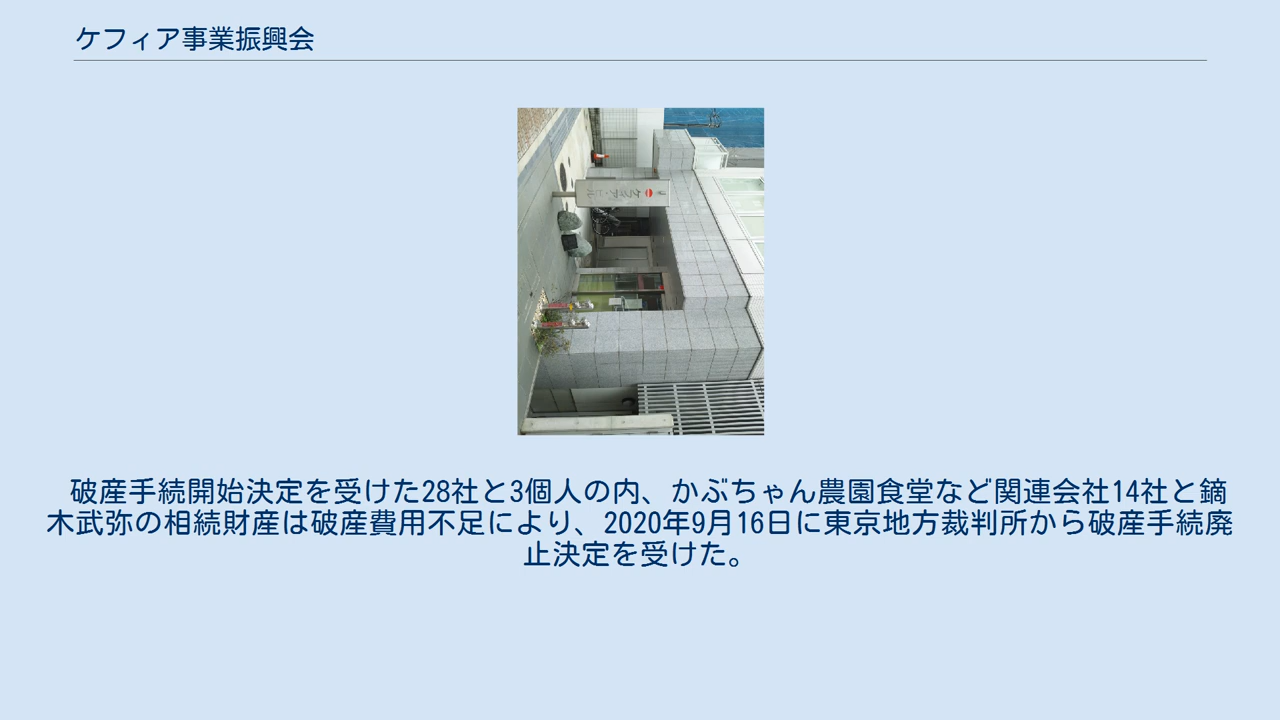 ケフィア事業振興会
破産手続開始決定を受けた28社と3個人の内、かぶちゃん農園食堂など関連会社14社と鏑
木武弥の相続財産は破産費用不足により、2020年9月16日に東京地方裁判所から破産手続廃
止決定を受けた。